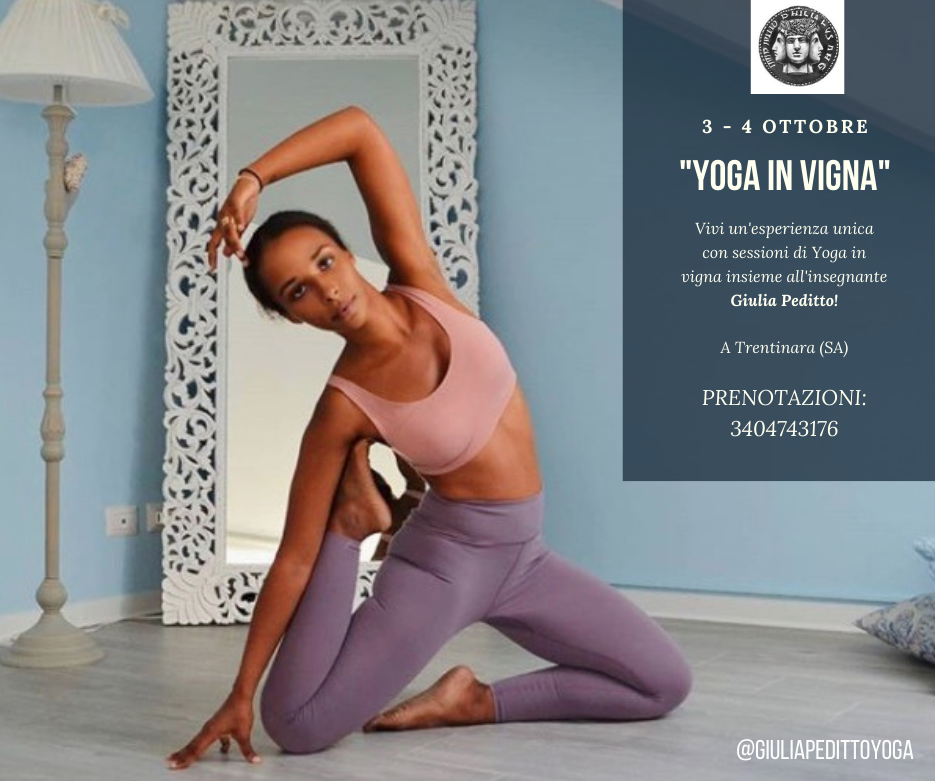 3 - 4 OTTOBRE
"YOGA IN VIGNA"
Vivi un'esperienza unica
con sessioni di Yoga in
vigna insieme all'insegnante
Giulia Peditto!
A Trentinara (SA)
PRENOTAZIONI:
3404743176
@GIULIAPEDITTOYOGA